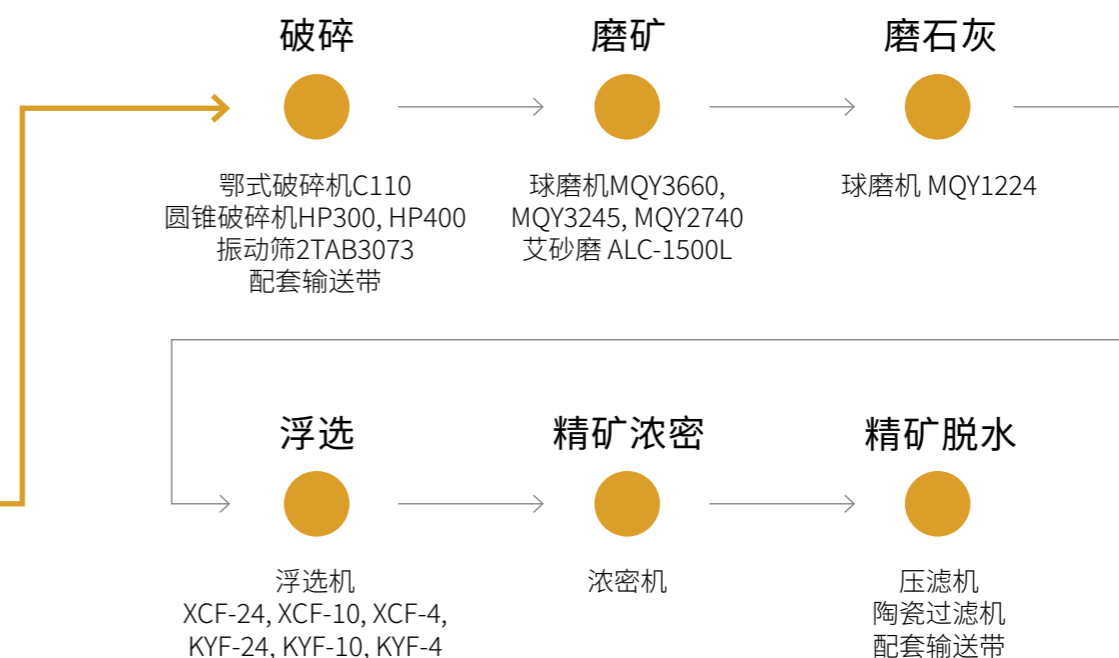 破碎
鄂式破碎机C110
圆锥破碎机HP300, HP400
振动筛2TAB3073
配套输送带
磨矿
球磨机MQY3660,
MQY3245, MQY2740
艾砂磨 ALC-1500L
磨石灰
球磨机 MQY1224
浮选
浮选机
XCF-24, XCF-10, XCF-4,
KYF-24, KYF-10, KYF-4
精矿浓密
浓密机
精矿脱水
压滤机
陶瓷过滤机
配套输送带